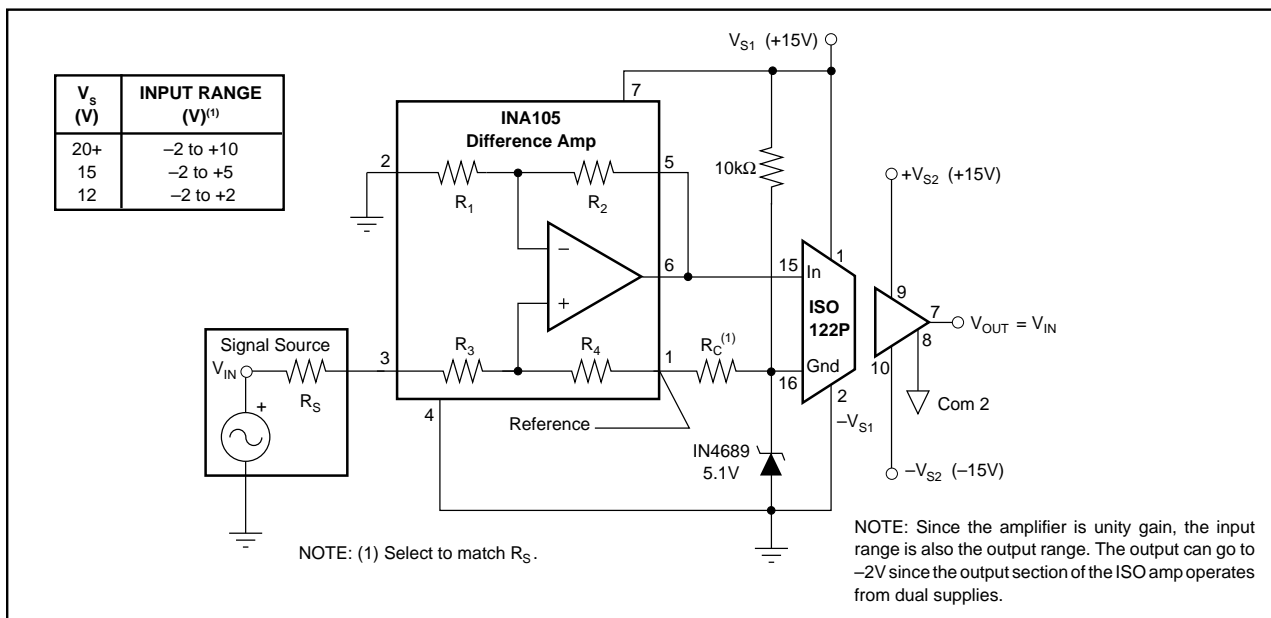 V_S1 (+15V)
V_S (V) INPUT RANGE (V)(1)
20+ –2 to +10
15 –2 to +5
12 –2 to +2
7
INA105
Difference Amp
2
5
R1
R2
10kΩ
+V_S2 (+15V)
–
+
6
15
In
1
ISO
122P
9
7
V_OUT = V_IN
8
10
Signal Source
V_IN
R_S
+
3
R3
R4
1
R_C(1)
16
Gnd
2
–V_S1
Com 2
4
Reference
IN4689
5.1V
–V_S2 (–15V)
NOTE: (1) Select to match R_S.
NOTE: Since the amplifier is unity gain, the input
range is also the output range. The output can go to
–2V since the output section of the ISO amp operates
from dual supplies.